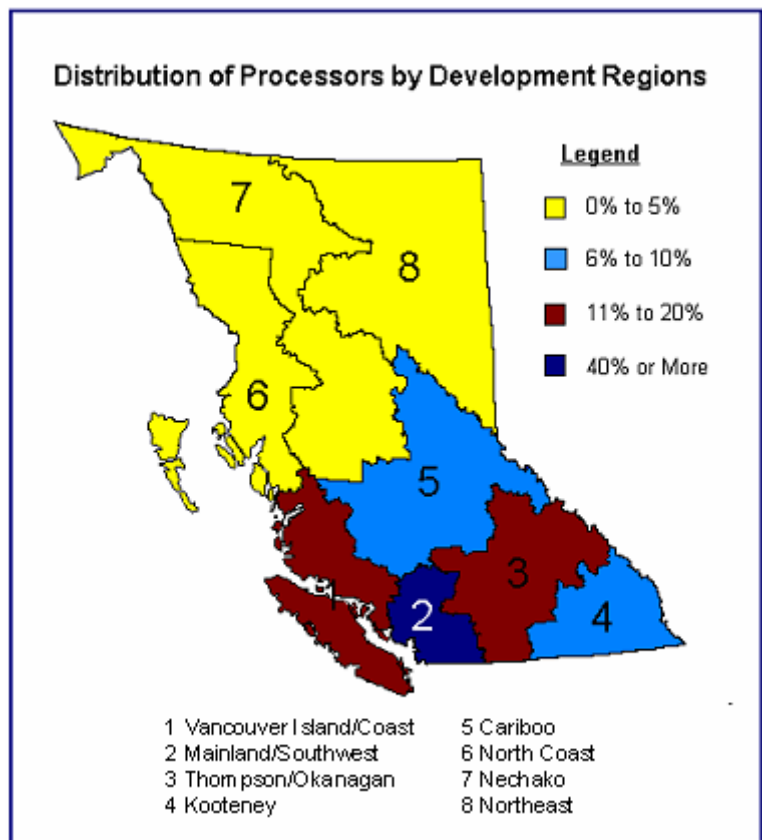 Distribution of Processors by Development Regions
Legend
0% to 5%
6% to 10%
11% to 20%
40% or More
7
8
6
5
3
2
4
1
1 Vancouver Island/Coast
2 Mainland/Southwest
3 Thompson/Okanagan
4 Kooteney
5 Cariboo
6 North Coast
7 Nechako
8 Northeast